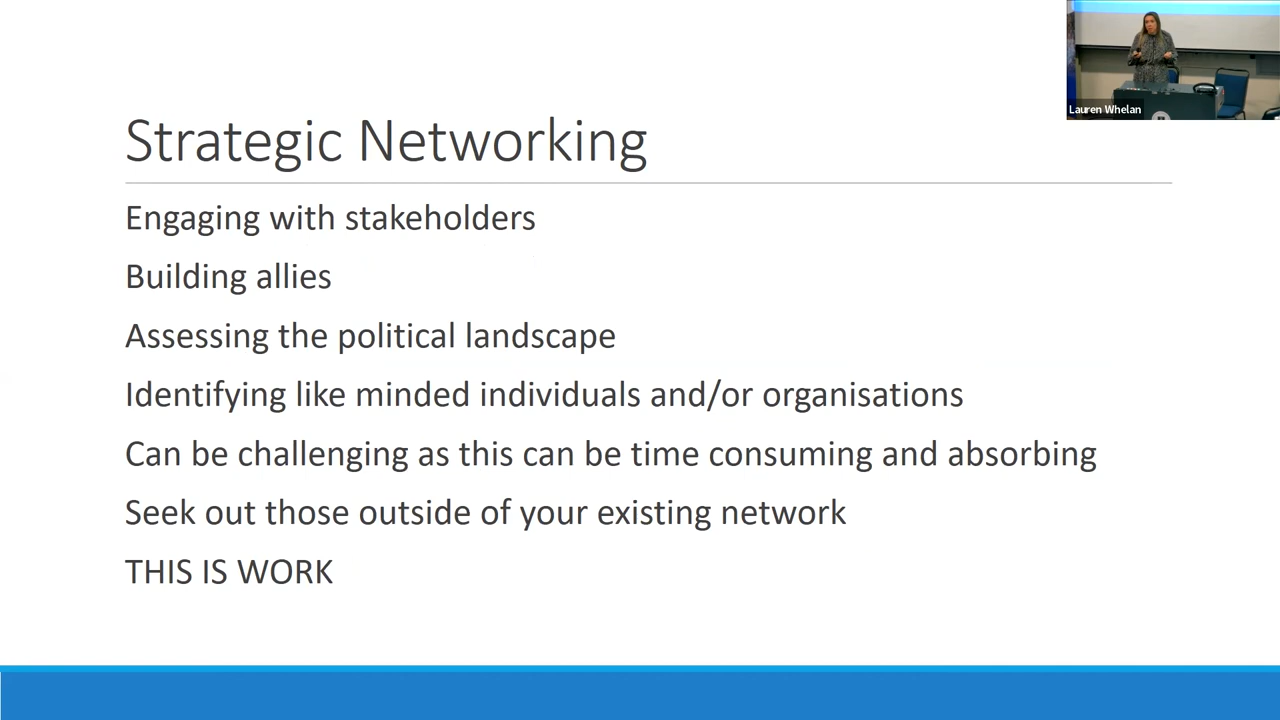 Lauren Whelan
Strategic Networking
Engaging with stakeholders
Building allies
Assessing the political landscape
Identifying like minded individuals and/or organisations
Can be challenging as this can be time consuming and absorbing
Seek out those outside of your existing network
THIS IS WORK